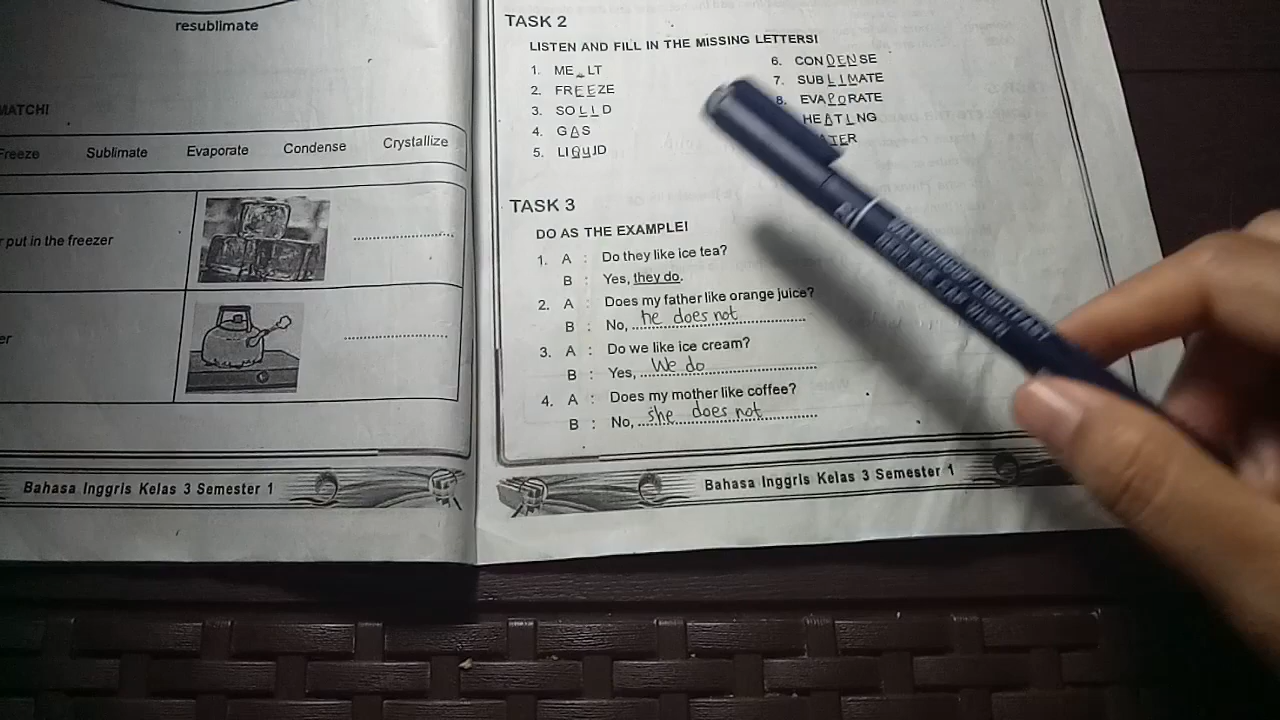 resublimate
MATCH!
Freeze Sublimate Evaporate Condense Crystallize
put in the freezer
Bahasa Inggris Kelas 3 Semester 1
TASK 2
LISTEN AND FILL IN THE MISSING LETTERS!
1. ME_LT
2. FREEZE
3. SOLID
4. GAS
5. LIQUID
6. CONDENSE
7. SUBLIMATE
8. EVAPORATE
HEATING
TASK 3
DO AS THE EXAMPLE!
1. A : Do they like ice tea?
B : Yes, they do.
2. A : Does my father like orange juice?
B : No, he does not
3. A : Do we like ice cream?
B : Yes, We do
4. A : Does my mother like coffee?
B : No, she does not
Bahasa Inggris Kelas 3 Semester 1